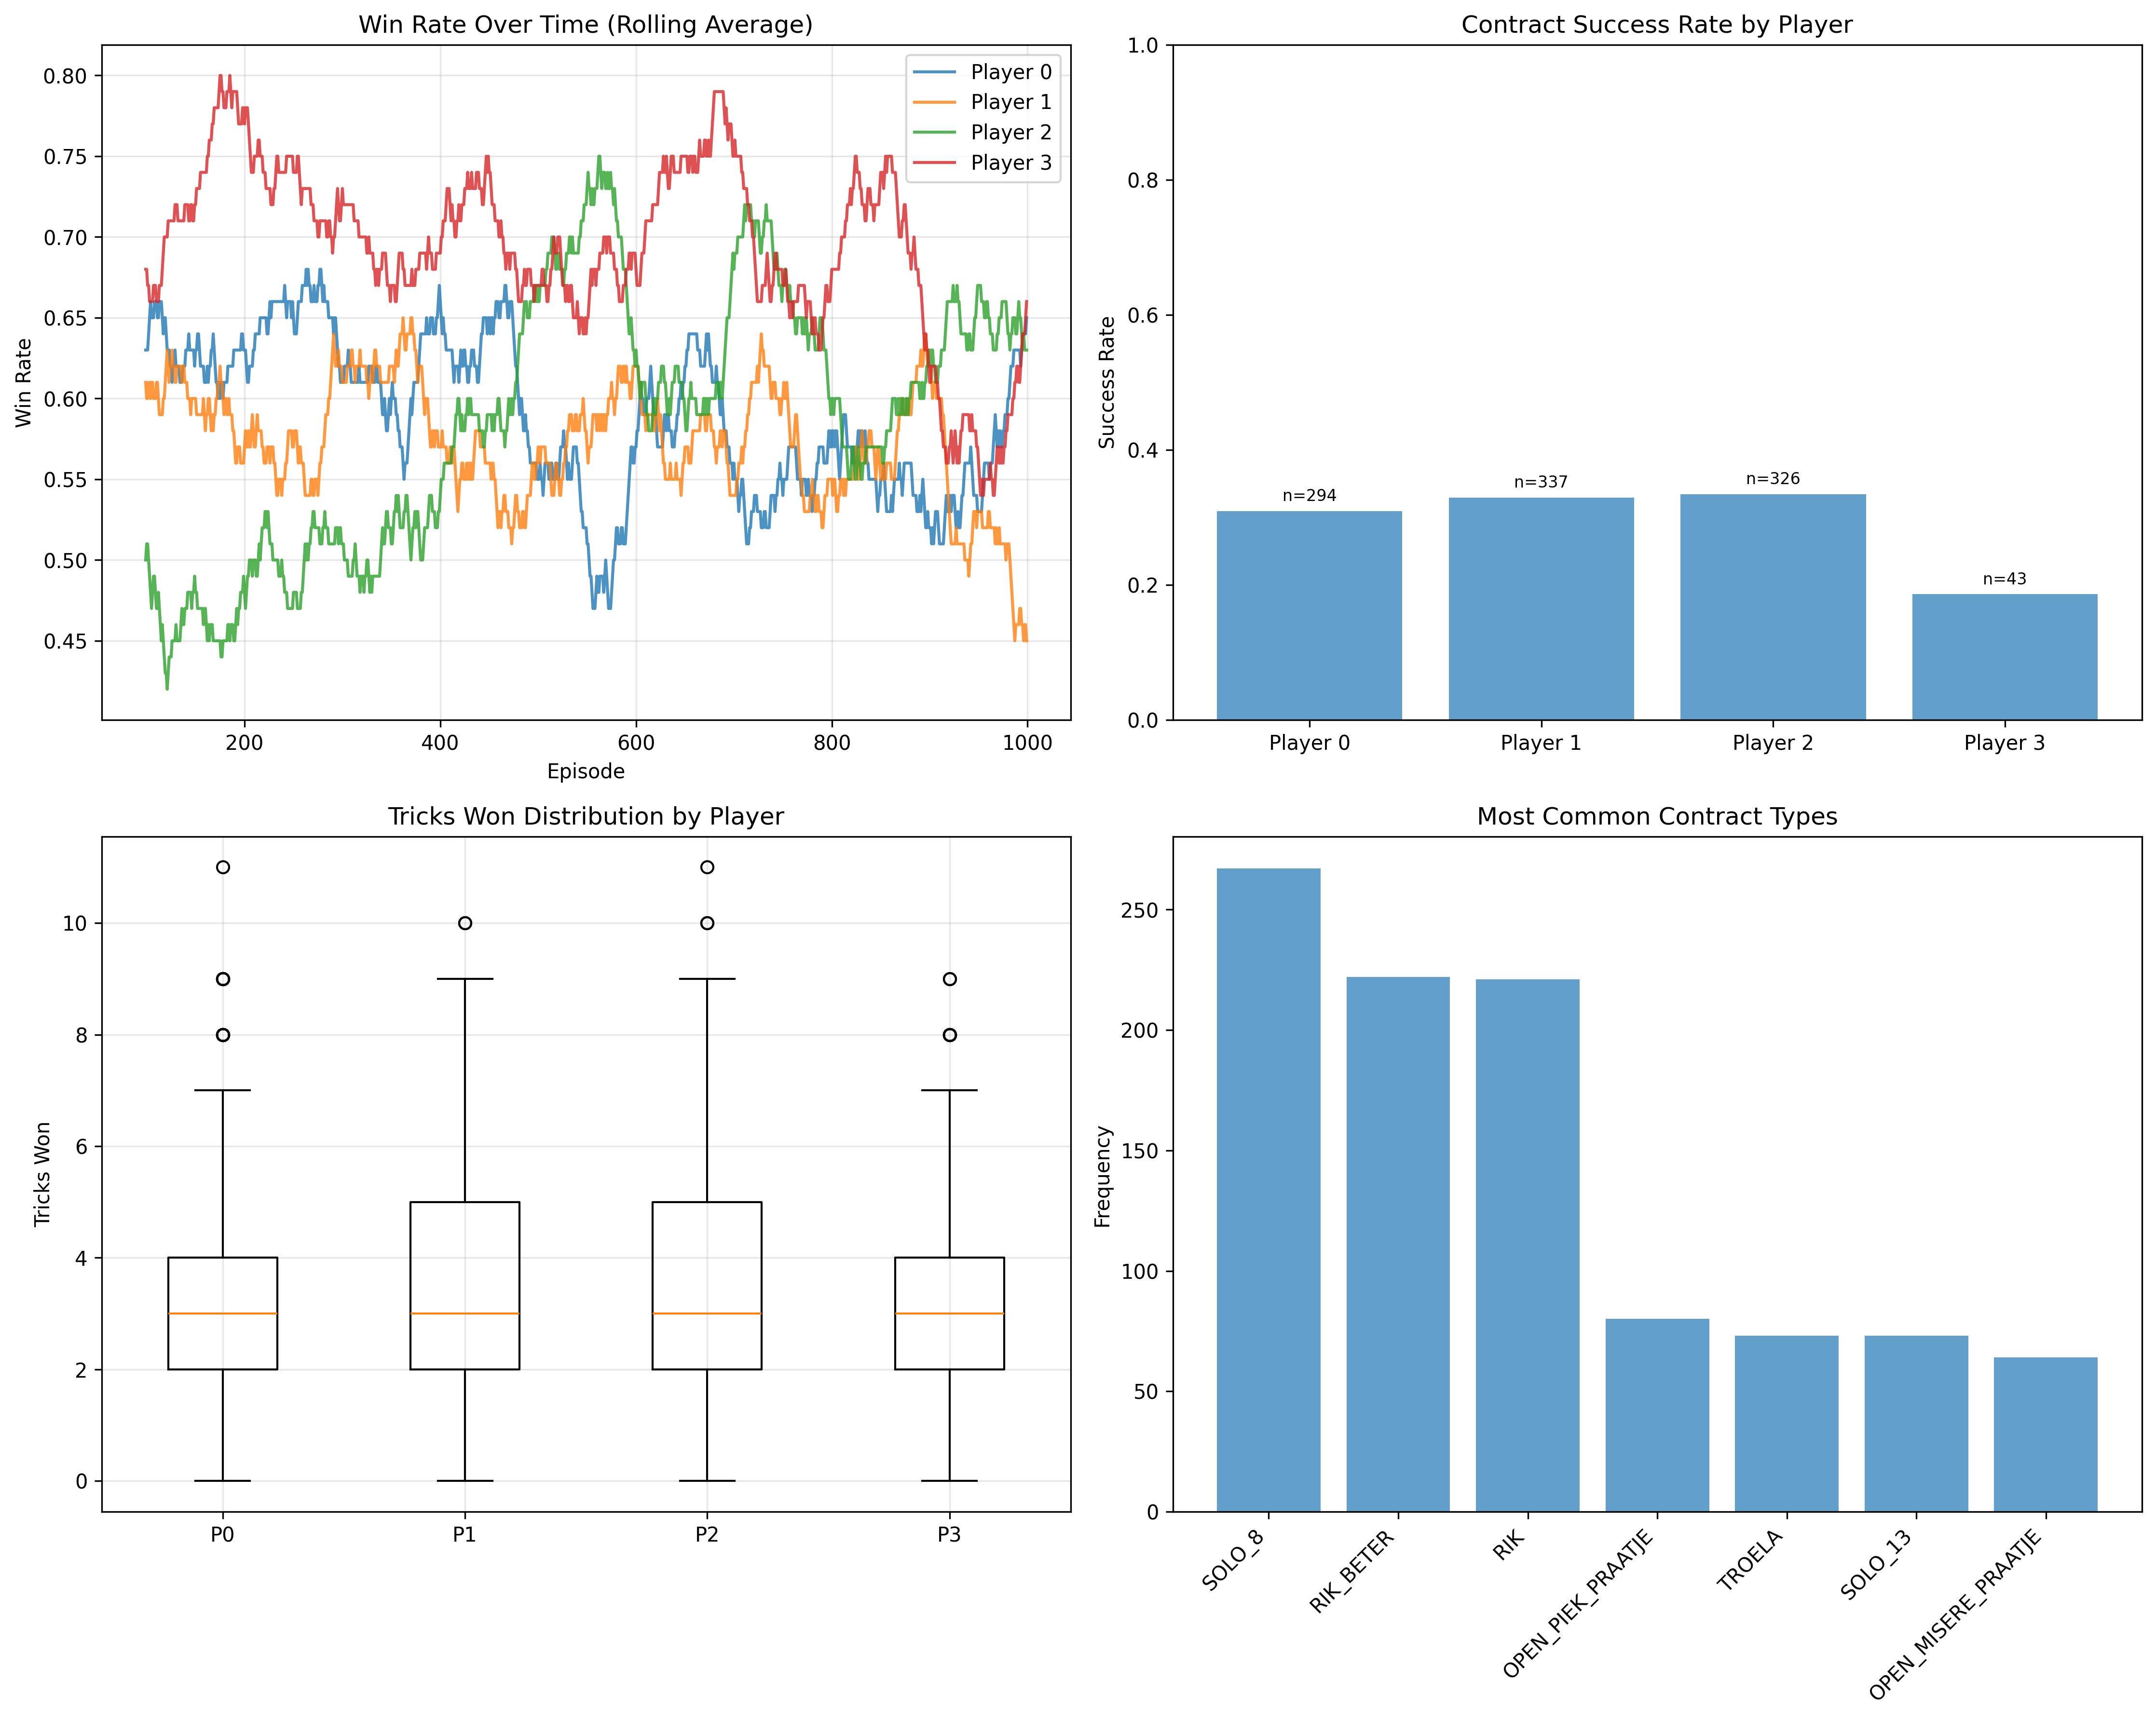 Win Rate Over Time (Rolling Average)
Win Rate
0.80
0.75
0.70
0.65
0.60
0.55
0.50
0.45
200
400
600
800
1000
Episode
Player 0
Player 1
Player 2
Player 3
Contract Success Rate by Player
Success Rate
1.0
0.8
0.6
0.4
0.2
0.0
n=294
n=337
n=326
n=43
Player 0
Player 1
Player 2
Player 3
Tricks Won Distribution by Player
Tricks Won
10
8
6
4
2
0
P0
P1
P2
P3
Most Common Contract Types
Frequency
250
200
150
100
50
0
SOLO_8
RIK_BETER
RIK
OPEN_PIEK_PRAATJE
TROELA
SOLO_13
OPEN_MISERE_PRAATJE